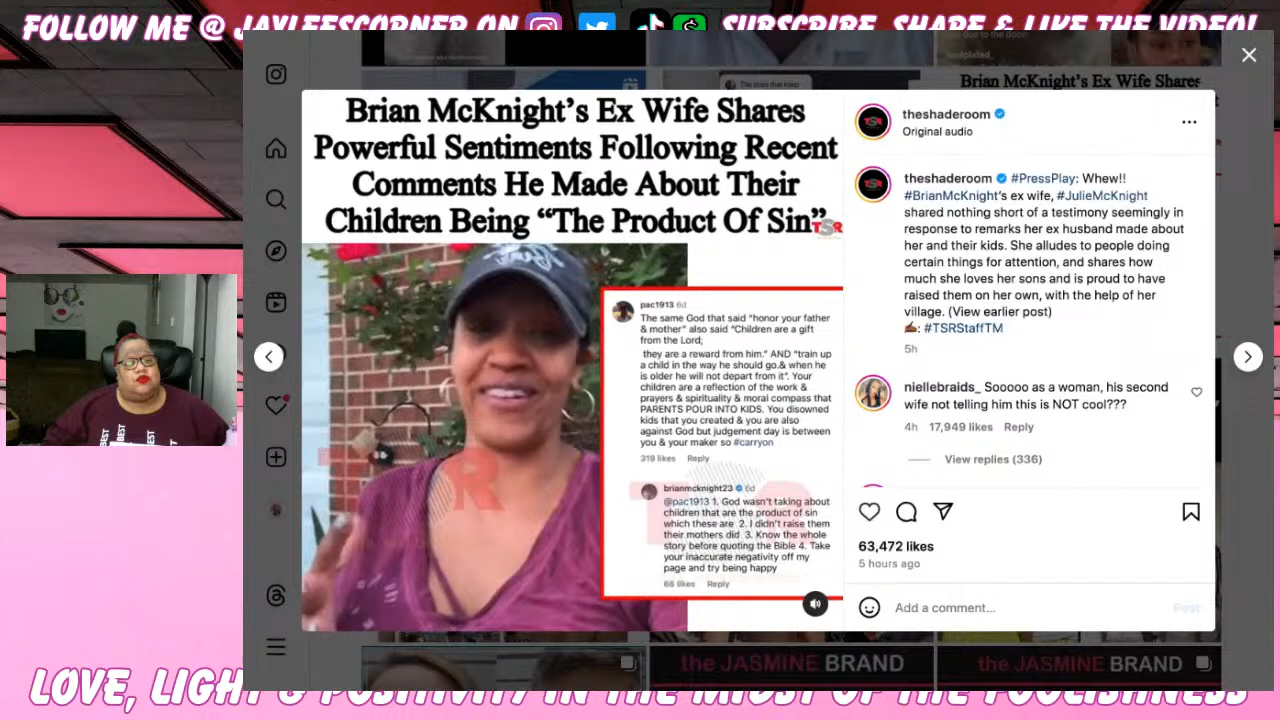 FOLLOW ME @ JAYLEESCORNER ON
SUBSCRIBE, SHARE & LIKE THE VIDEO!
The ones that keep
Brian McKnight's Ex Wife Shares
Brian McKnight's Ex Wife Shares
Powerful Sentiments Following Recent
Comments He Made About Their
Children Being “The Product Of Sin”
TSR
pac1913 6d
The same God that said “honor your father
& mother” also said “Children are a gift
from the Lord;
they are a reward from him.” AND “train up
a child in the way he should go.& when he
is older he will not depart from it”. Your
children are a reflection of the work &
prayers & spirituality & moral compass that
PARENTS POUR INTO KIDS. You disowned
kids that you created & you are also
against God but judgement day is between
you & your maker so #carryon
319 likes Reply
brianmcknight23 6d
@pac1913 1. God wasn't taking about
children that are the product of sin
which these are 2. I didn't raise them
their mothers did 3. Know the whole
story before quoting the Bible 4. Take
your inaccurate negativity off my
page and try being happy
66 likes Reply
theshaderoom
Original audio
theshaderoom #PressPlay: Whew!!
#BrianMcKnight's ex wife, #JulieMcKnight
shared nothing short of a testimony seemingly in
response to remarks her ex husband made about
her and their kids. She alludes to people doing
certain things for attention, and shares how
much she loves her sons and is proud to have
raised them on her own, with the help of her
village. (View earlier post)
✍🏾: #TSRStaffTM
5h
niellebraids_ Sooooo as a woman, his second
wife not telling him this is NOT cool???
4h 17,949 likes Reply
View replies (336)
63,472 likes
5 hours ago
Add a comment...
Post
the JASMINE BRAND
the JASMINE BRAND
LOVE, LIGHT & POSITIVITY IN THE MIDST OF THE FOOLISHNESS